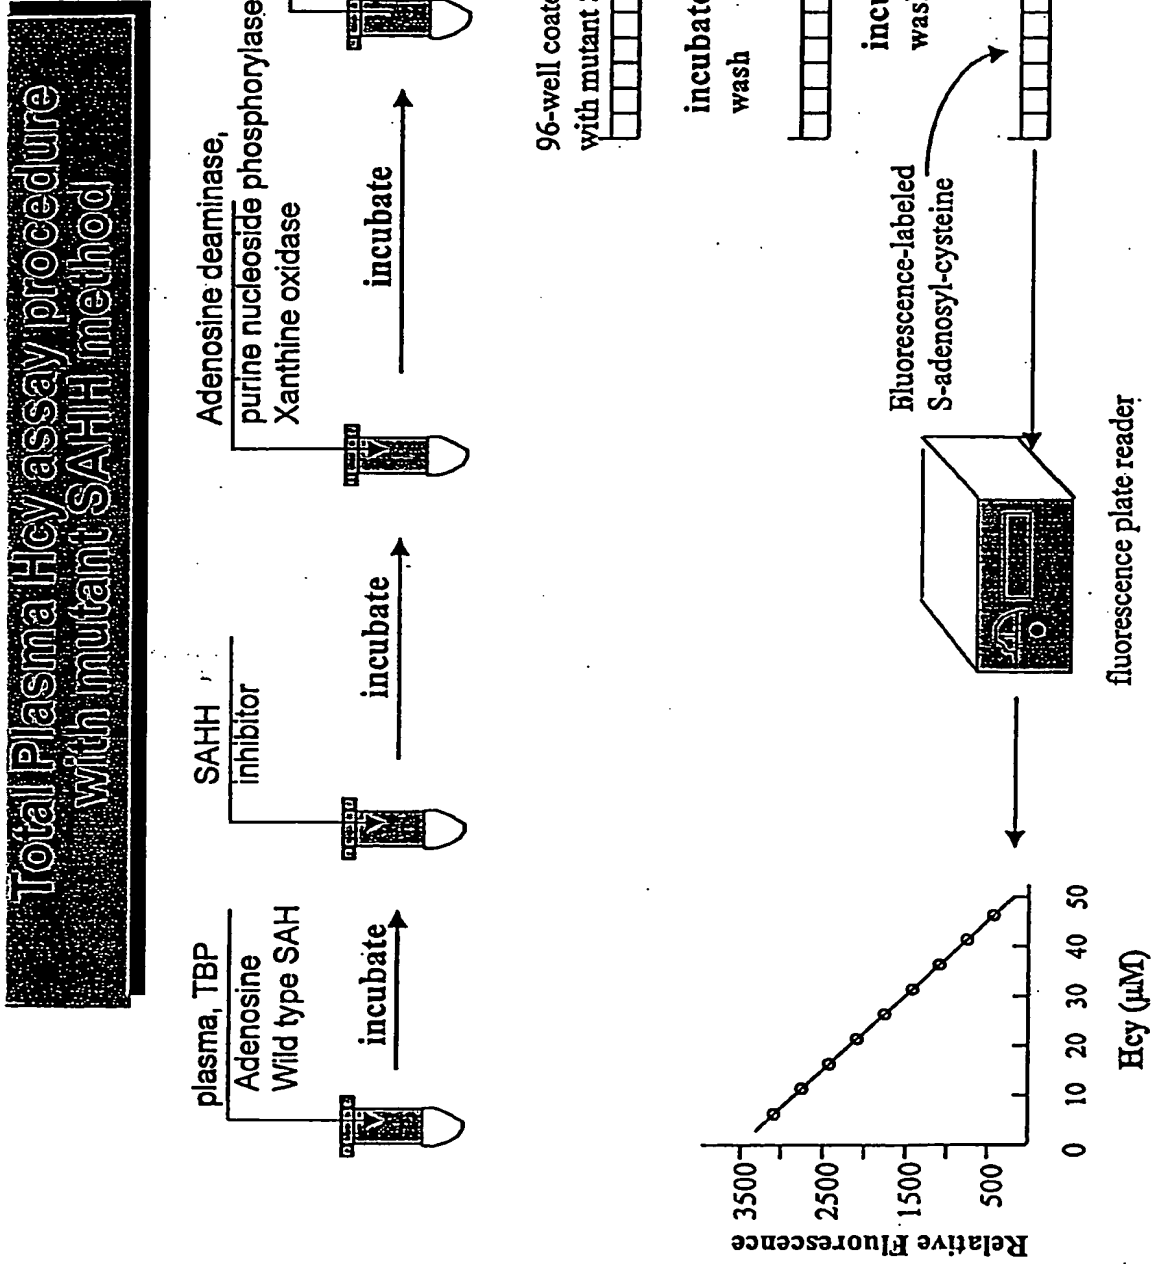 Total Plasma Hcy assay procedure
with mutant SAHH method
plasma, TBP
Adenosine
Wild type SAH
incubate
SAHH
inhibitor
incubate
Adenosine deaminase,
purine nucleoside phosphorylase
Xanthine oxidase
incubate
96-well coate
with mutant
incubate
wash
incu
was
Fluorescence-labeled
S-adenosyl-cysteine
fluorescence plate reader
Relative Fluorescence
3500
2500
1500
500
0 10 20 30 40 50
Hcy (µM)